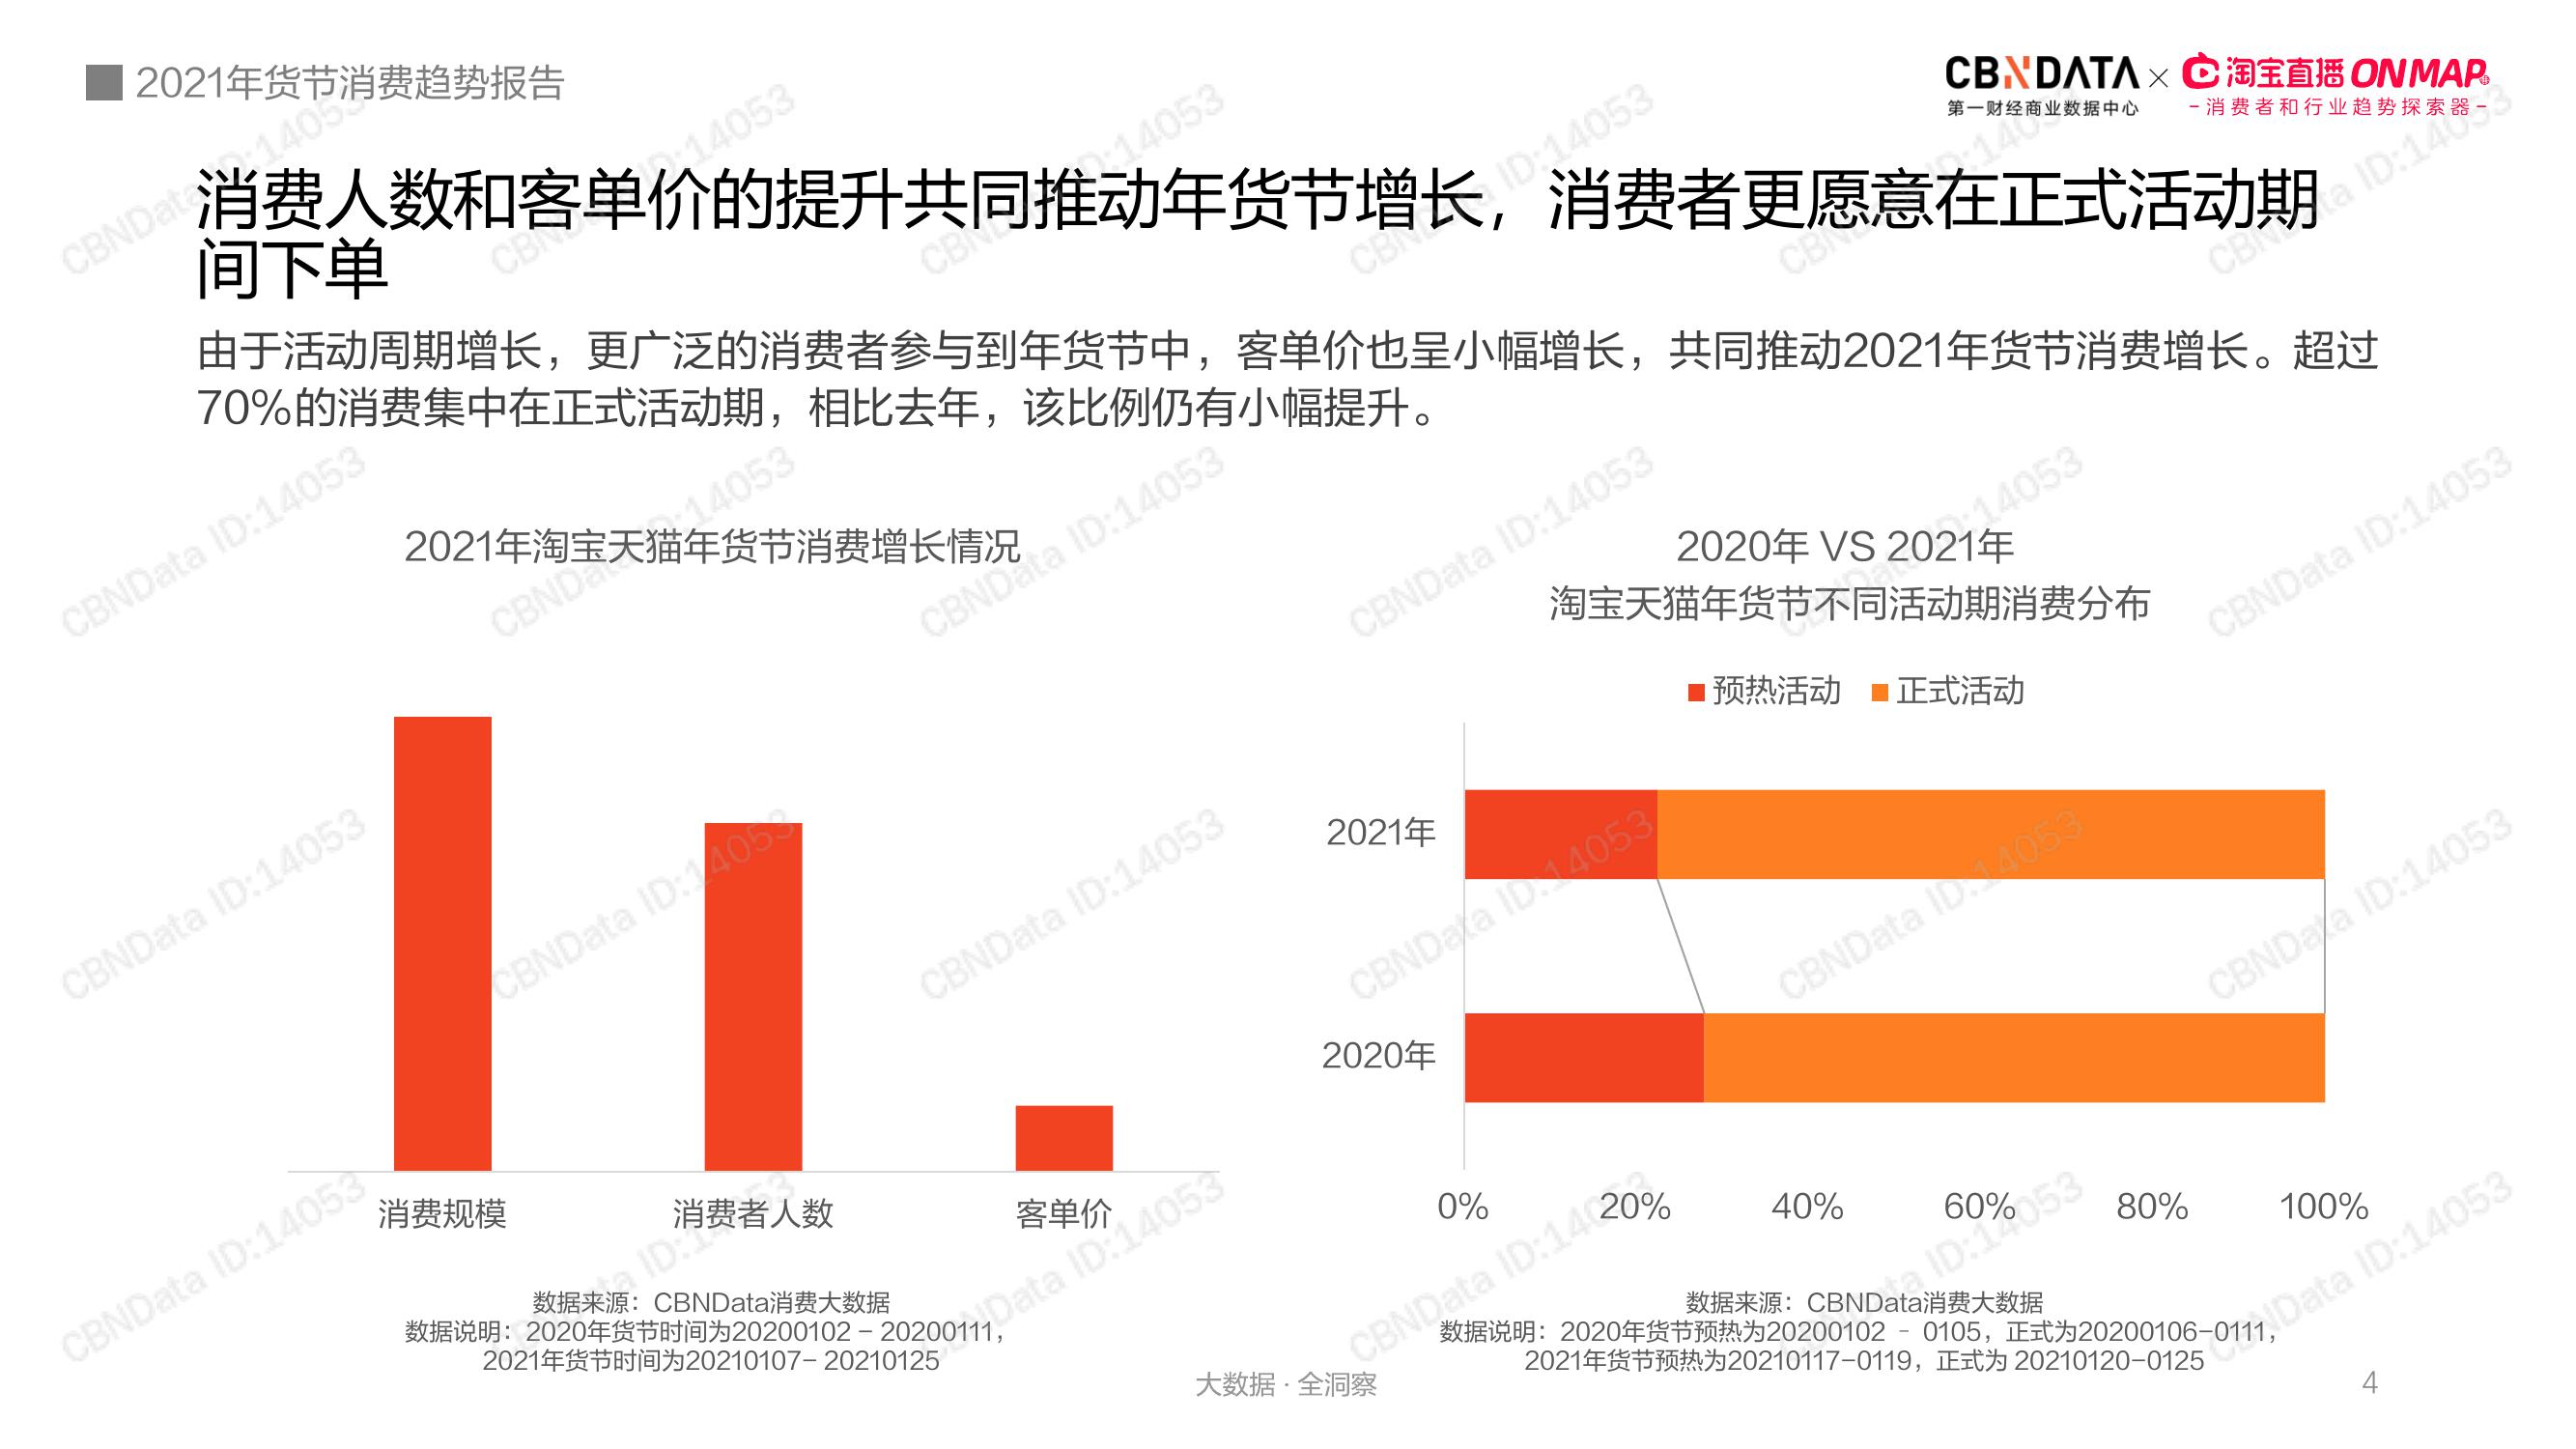 2021年货节消费趋势报告
CBNDATA × 淘宝直播 ONMAP
第一财经商业数据中心
-消费者和行业趋势探索器-
消费人数和客单价的提升共同推动年货节增长，消费者更愿意在正式活动期
间下单
由于活动周期增长，更广泛的消费者参与到年货节中，客单价也呈小幅增长，共同推动2021年货节消费增长。超过
70%的消费集中在正式活动期，相比去年，该比例仍有小幅提升。
2021年淘宝天猫年货节消费增长情况
消费规模
消费者人数
客单价
数据来源：CBNData消费大数据
数据说明：2020年货节时间为20200102 – 20200111，
2021年货节时间为20210107– 20210125
2020年 VS 2021年
淘宝天猫年货节不同活动期消费分布
预热活动 正式活动
2021年
2020年
0% 20% 40% 60% 80% 100%
数据来源：CBNData消费大数据
数据说明：2020年货节预热为20200102 - 0105，正式为20200106–0111，
2021年货节预热为20210117–0119，正式为 20210120–0125
大数据 · 全洞察
4
CBNData ID:14053